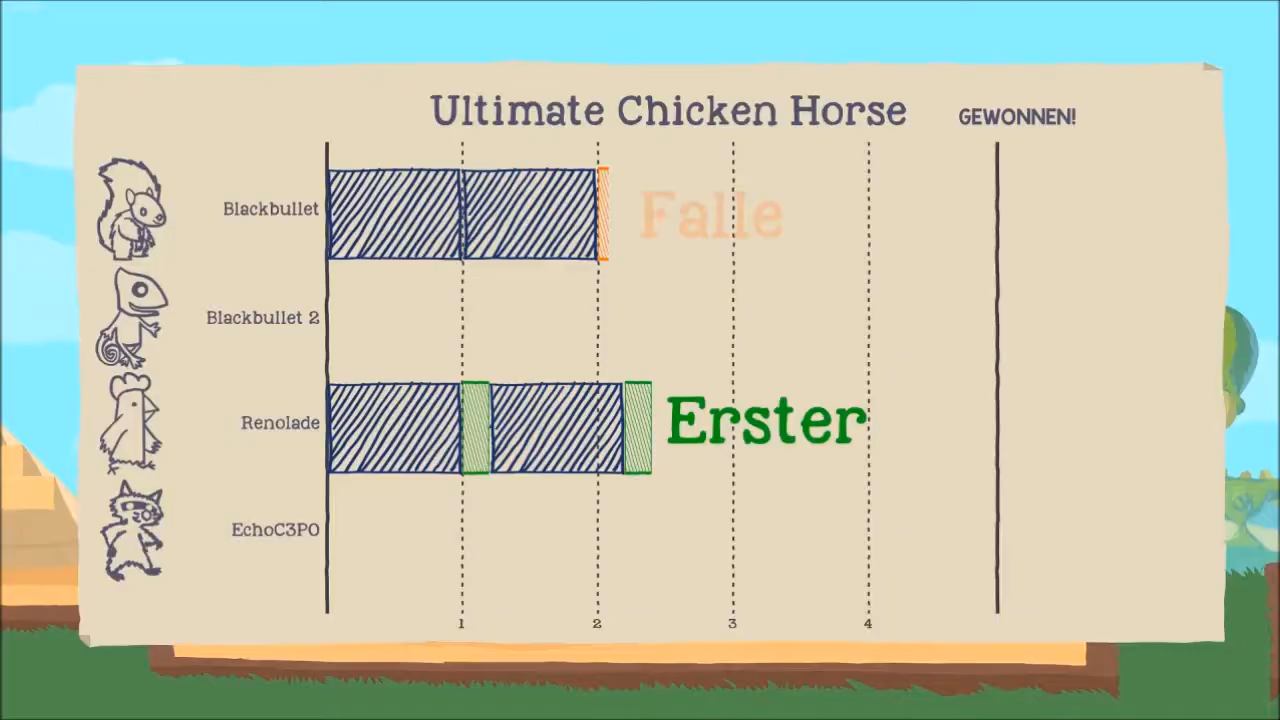 Ultimate Chicken Horse
GEWONNEN!
Blackbullet
Falle
Blackbullet 2
Renolade
Erster
EchoC3PO
1 2 3 4